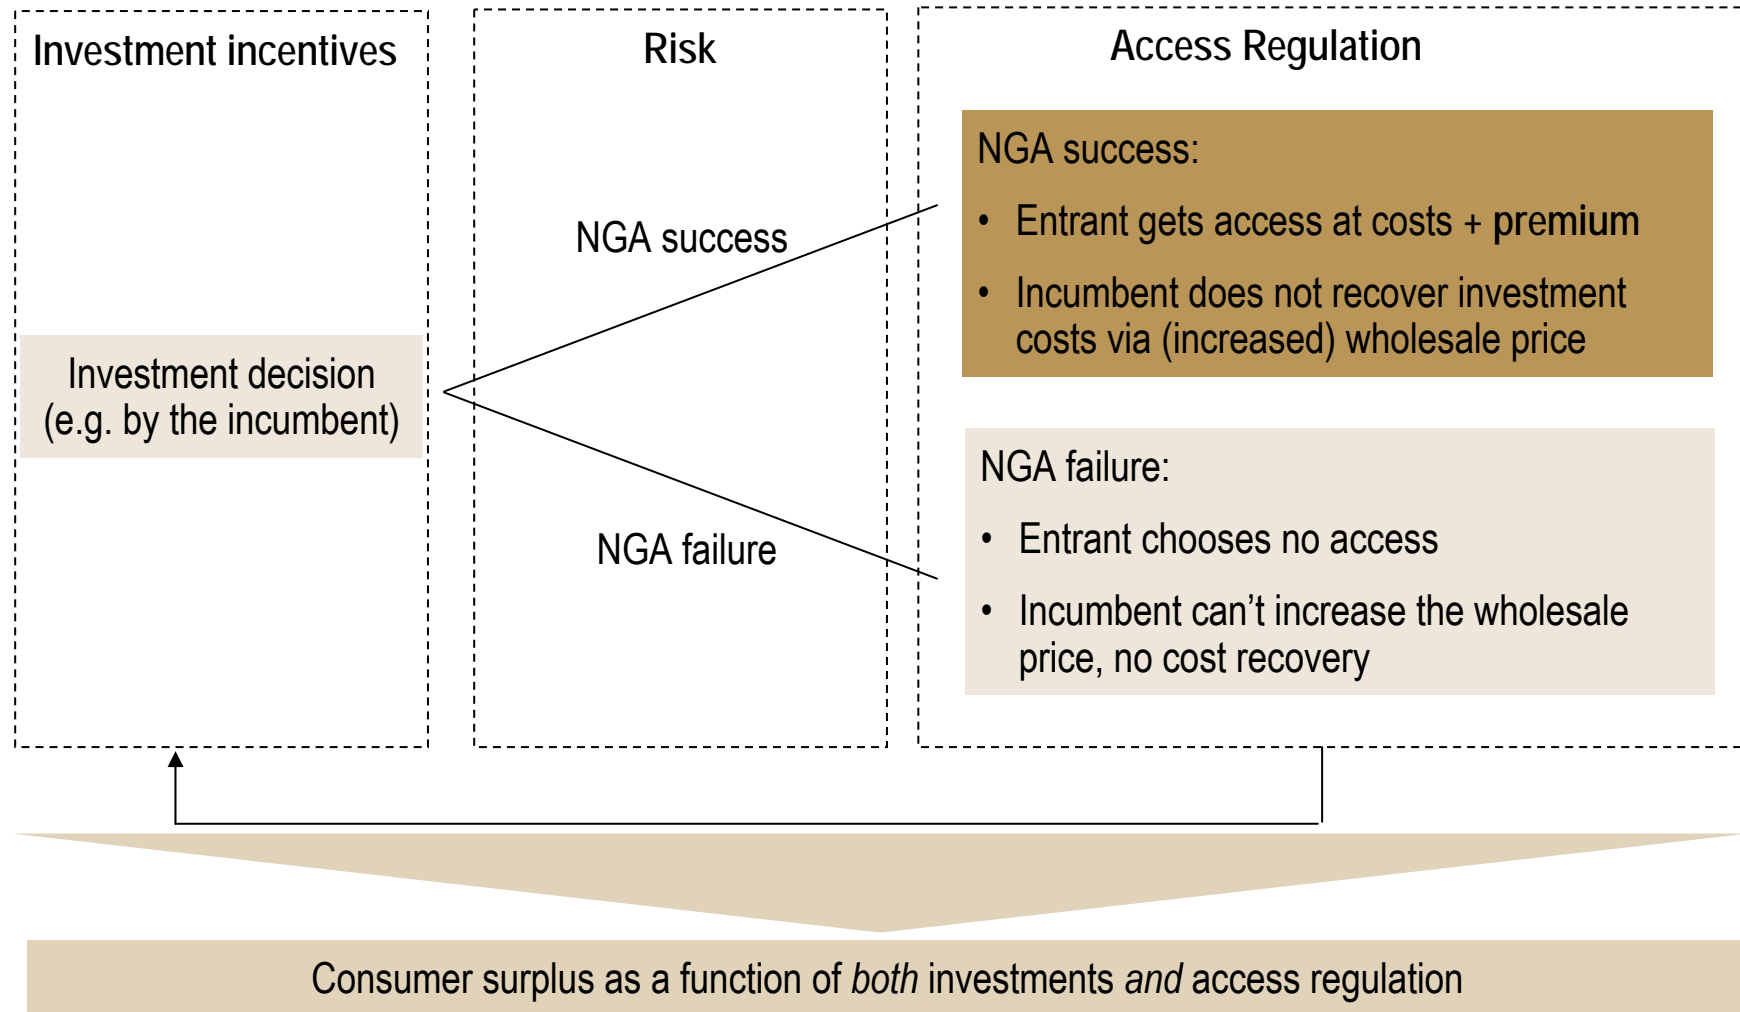 Investment incentives
Risk
Access Regulation
Investment decision
(e.g. by the incumbent)
NGA success
NGA failure
NGA success:
• Entrant gets access at costs + premium
• Incumbent does not recover investment
costs via (increased) wholesale price
NGA failure:
• Entrant chooses no access
• Incumbent can’t increase the wholesale
price, no cost recovery
Consumer surplus as a function of both investments and access regulation